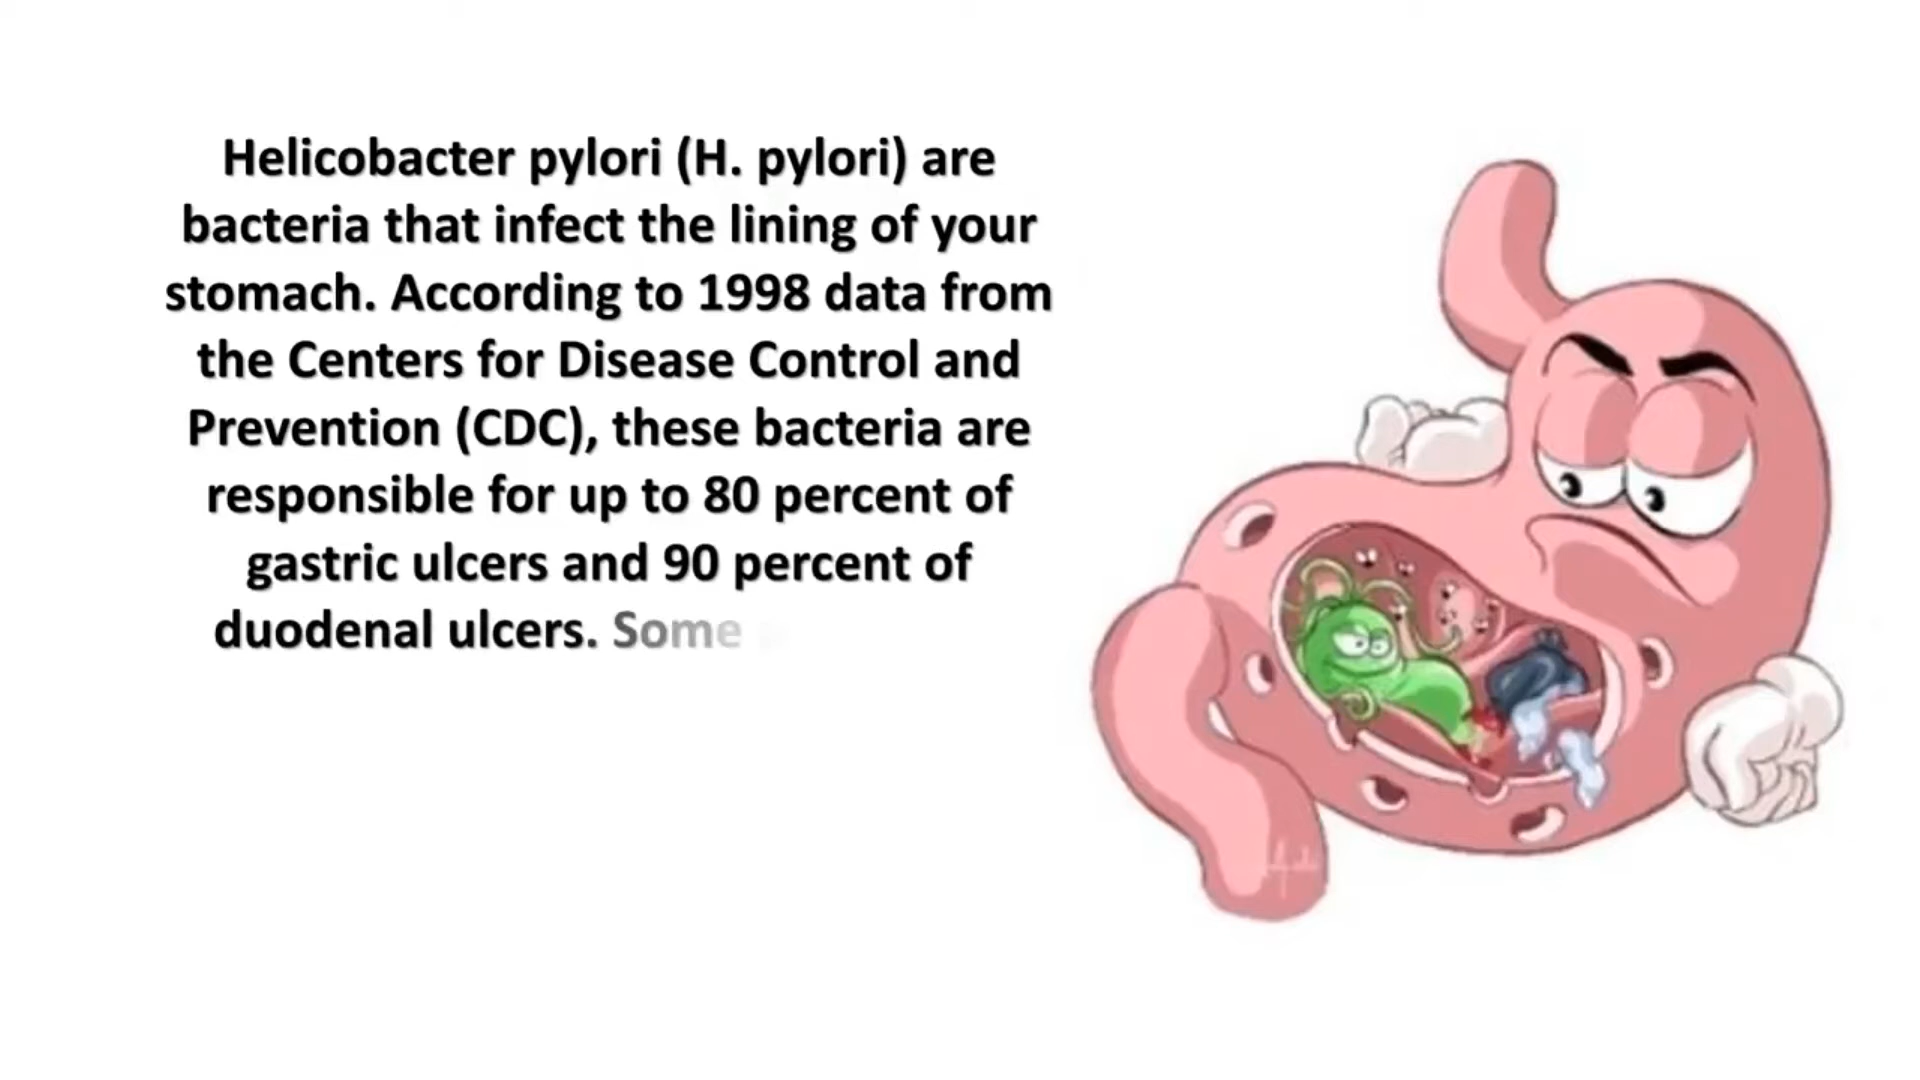 Helicobacter pylori (H. pylori) are
bacteria that infect the lining of your
stomach. According to 1998 data from
the Centers for Disease Control and
Prevention (CDC), these bacteria are
responsible for up to 80 percent of
gastric ulcers and 90 percent of
duodenal ulcers. Some